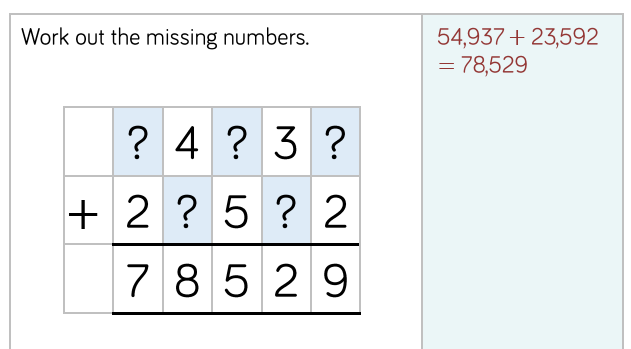 Work out the missing numbers.
54,937 + 23,592
= 78,529
? 4 ? 3 ?
+ 2 ? 5 ? 2
7 8 5 2 9